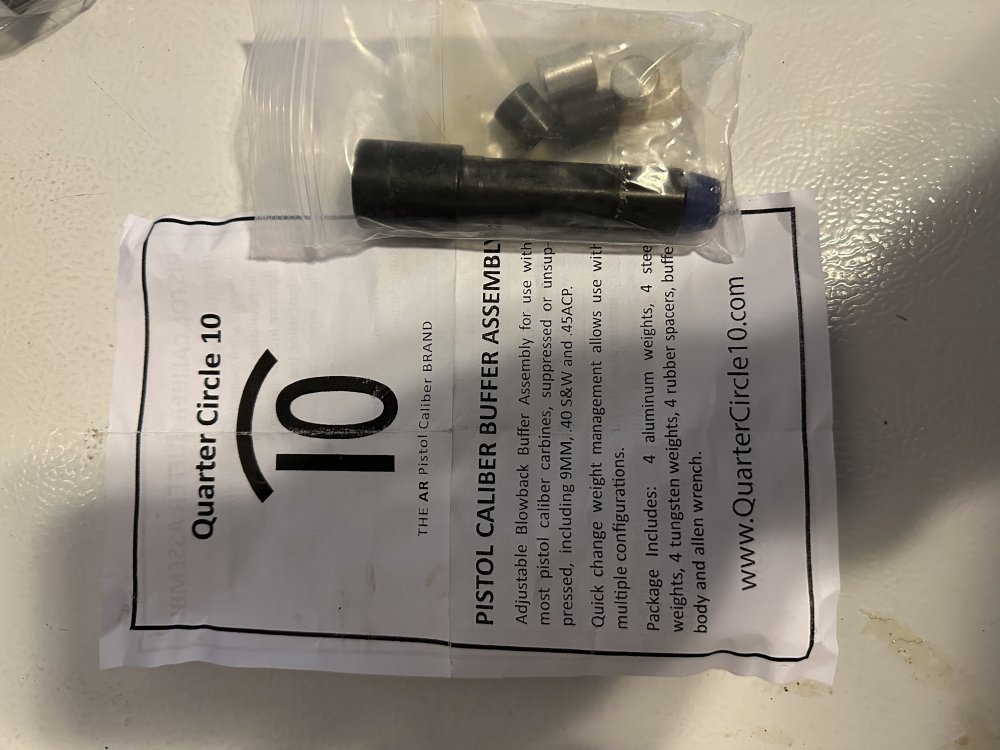 Quarter Circle 10
10
THE AR Pistol Caliber BRAND
PISTOL CALIBER BUFFER ASSEMBLY
Adjustable Blowback Buffer Assembly for use with
most pistol caliber carbines, suppressed or unsup-
pressed, including 9MM, .40 S&W and .45ACP.
Quick change weight management allows use with
multiple configurations.
Package Includes: 4 aluminum weights, 4 stee
weights, 4 tungsten weights, 4 rubber spacers, buffe
body and allen wrench.
www.QuarterCircle10.com